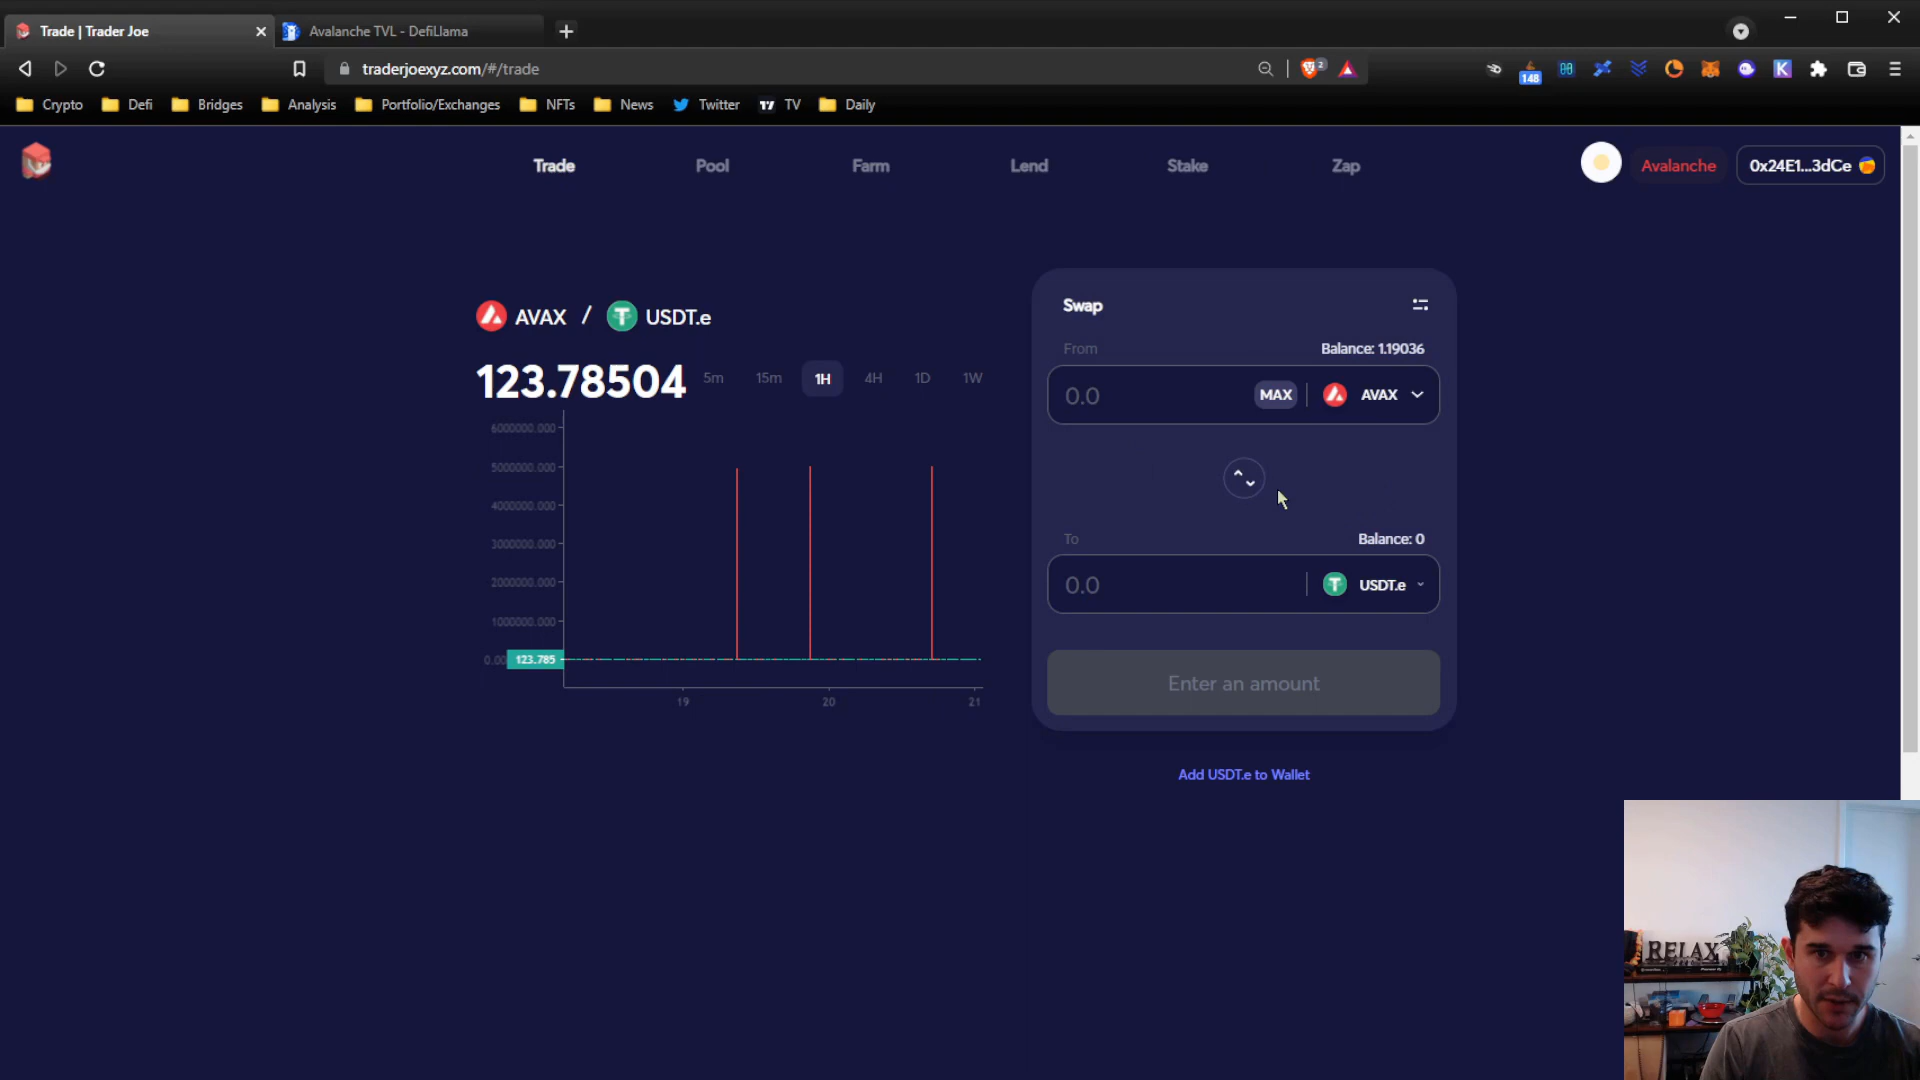 Trade | Trader Joe
Avalanche TVL - DefiLlama
traderjoexyz.com/#/trade
2
148
Crypto
Defi
Bridges
Analysis
Portfolio/Exchanges
NFTs
News
Twitter
TV
Daily
Trade
Pool
Farm
Lend
Stake
Zap
Avalanche
0x24E1...3dCe
AVAX / USDT.e
123.78504
5m
15m
1H
4H
1D
1W
6000000.000
5000000.000
4000000.000
3000000.000
2000000.000
1000000.000
0.00
123.785
19
20
21
Swap
From
Balance: 1.19036
0.0
MAX
AVAX
To
Balance: 0
0.0
USDT.e
Enter an amount
Add USDT.e to Wallet
RELAX